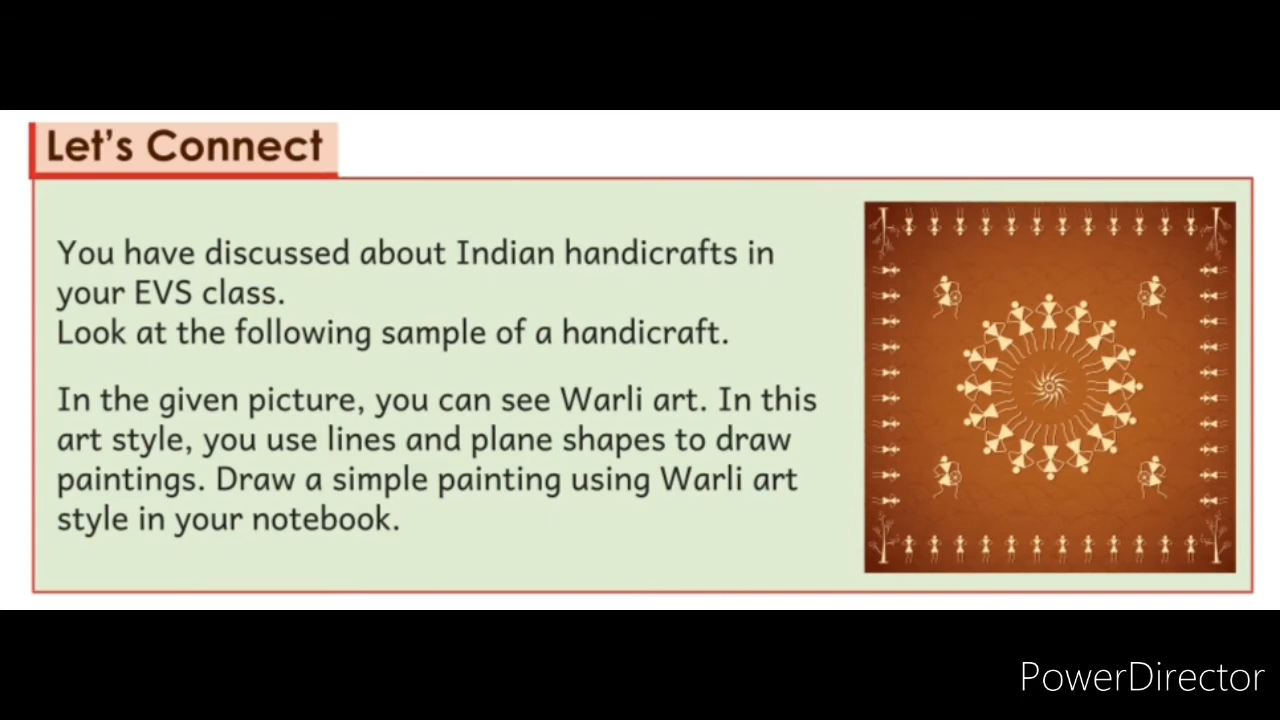 Let's Connect
You have discussed about Indian handicrafts in
your EVS class.
Look at the following sample of a handicraft.
In the given picture, you can see Warli art. In this
art style, you use lines and plane shapes to draw
paintings. Draw a simple painting using Warli art
style in your notebook.
PowerDirector